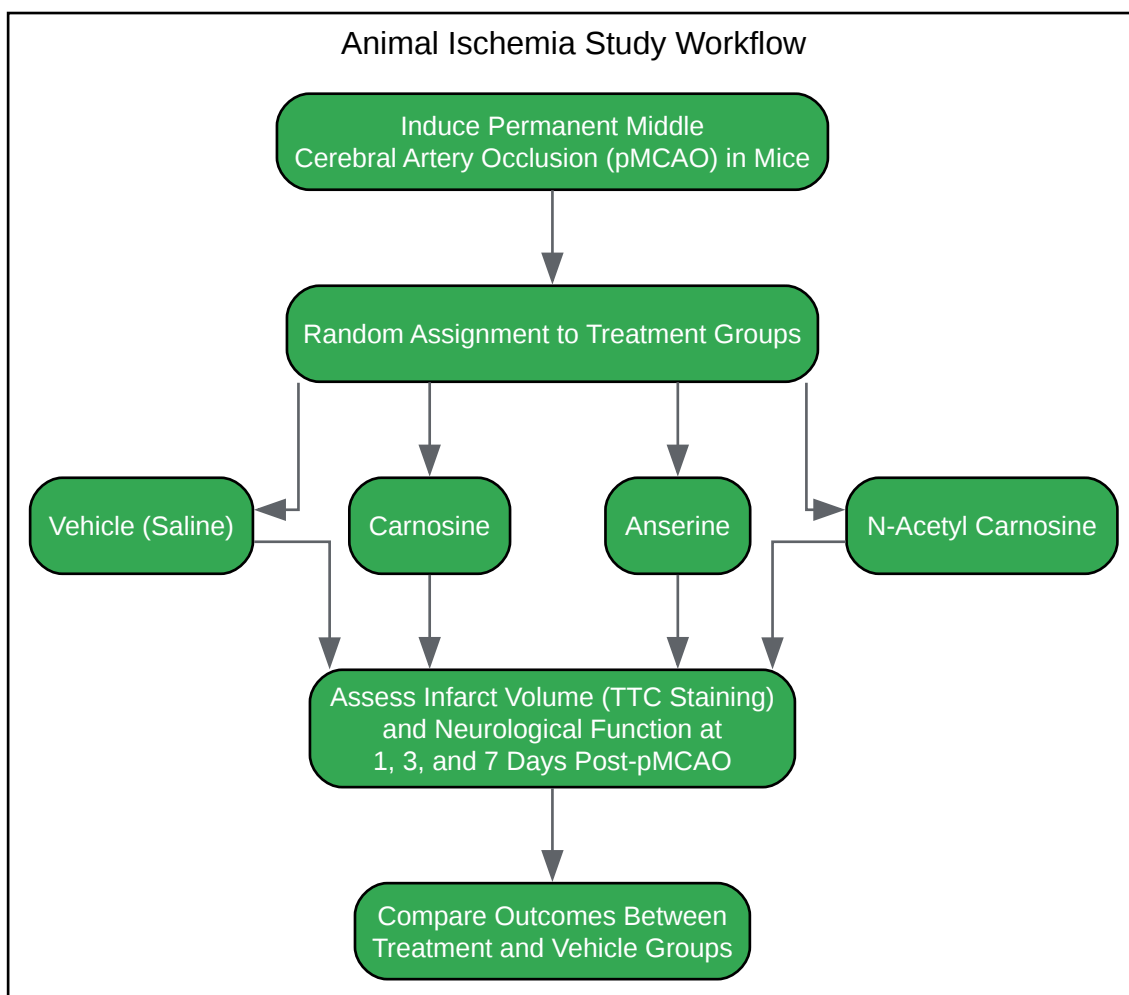 Animal Ischemia Study Workflow
Induce Permanent Middle
Cerebral Artery Occlusion (pMCAO) in Mice
Random Assignment to Treatment Groups
Vehicle (Saline)
Carnosine
Anserine
N-Acetyl Carnosine
Assess Infarct Volume (TTC Staining)
and Neurological Function at
1, 3, and 7 Days Post-pMCAO
Compare Outcomes Between
Treatment and Vehicle Groups